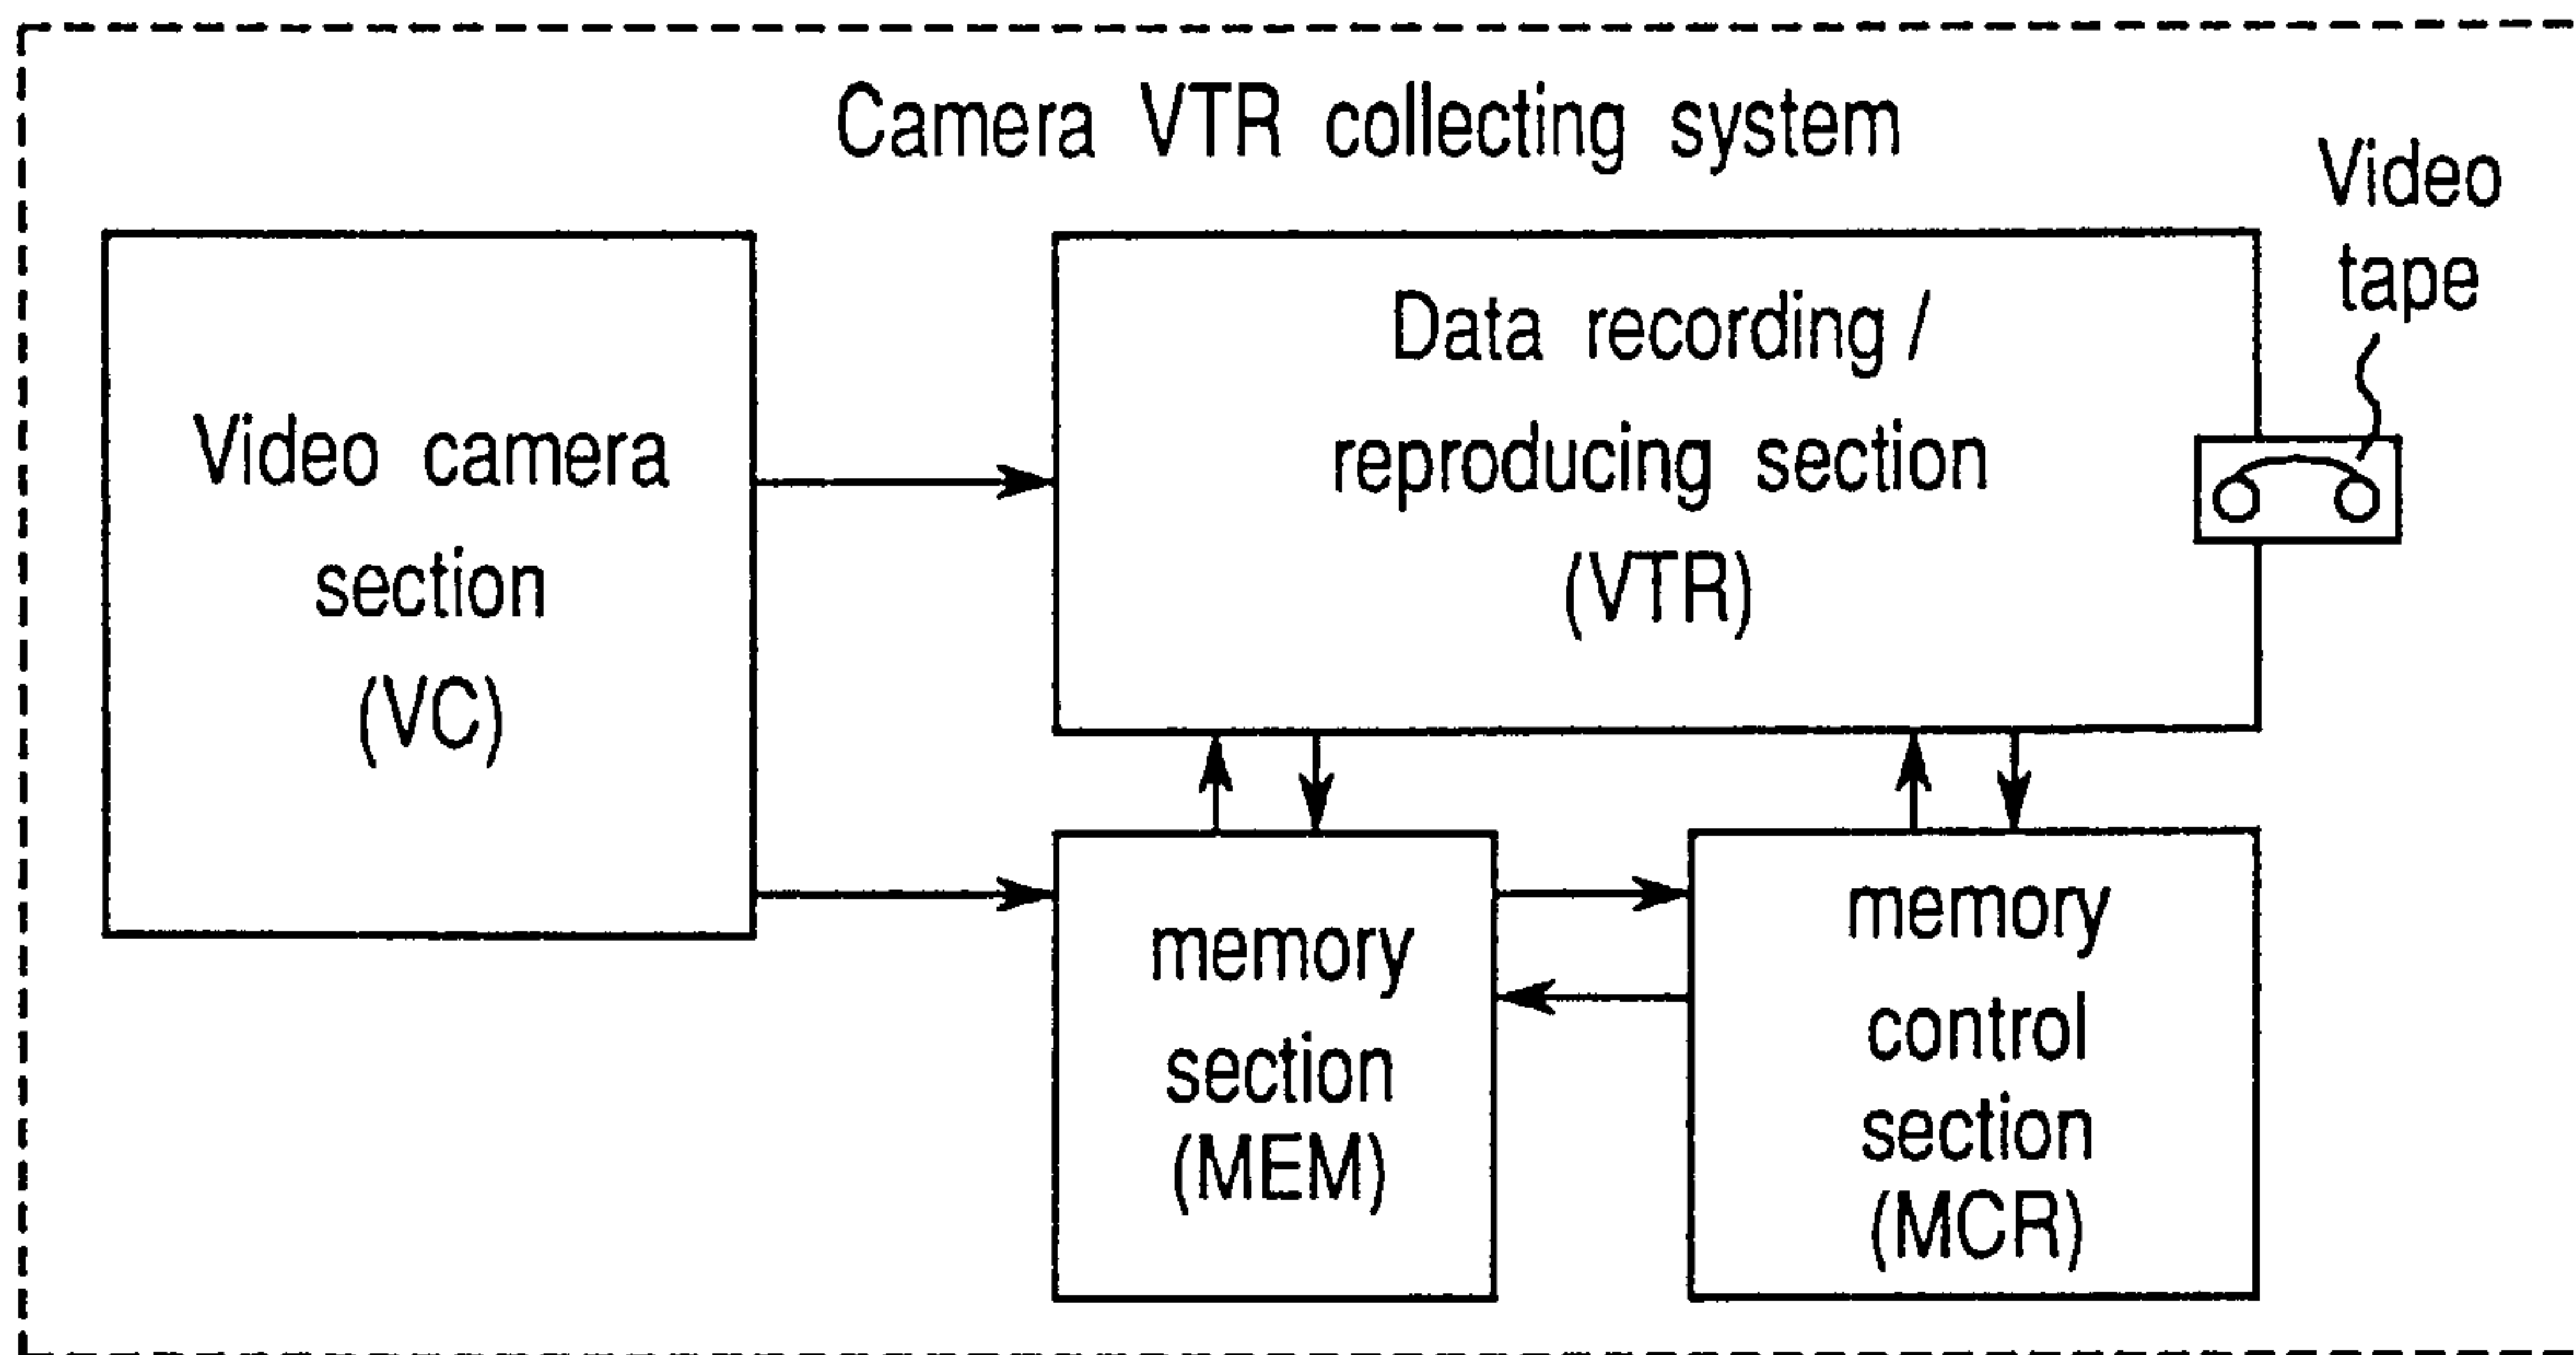 Camera VTR collecting system
Video
tape
Video camera
section
(VC)
Data recording /
reproducing section
(VTR)
memory
section
(MEM)
memory
control
section
(MCR)